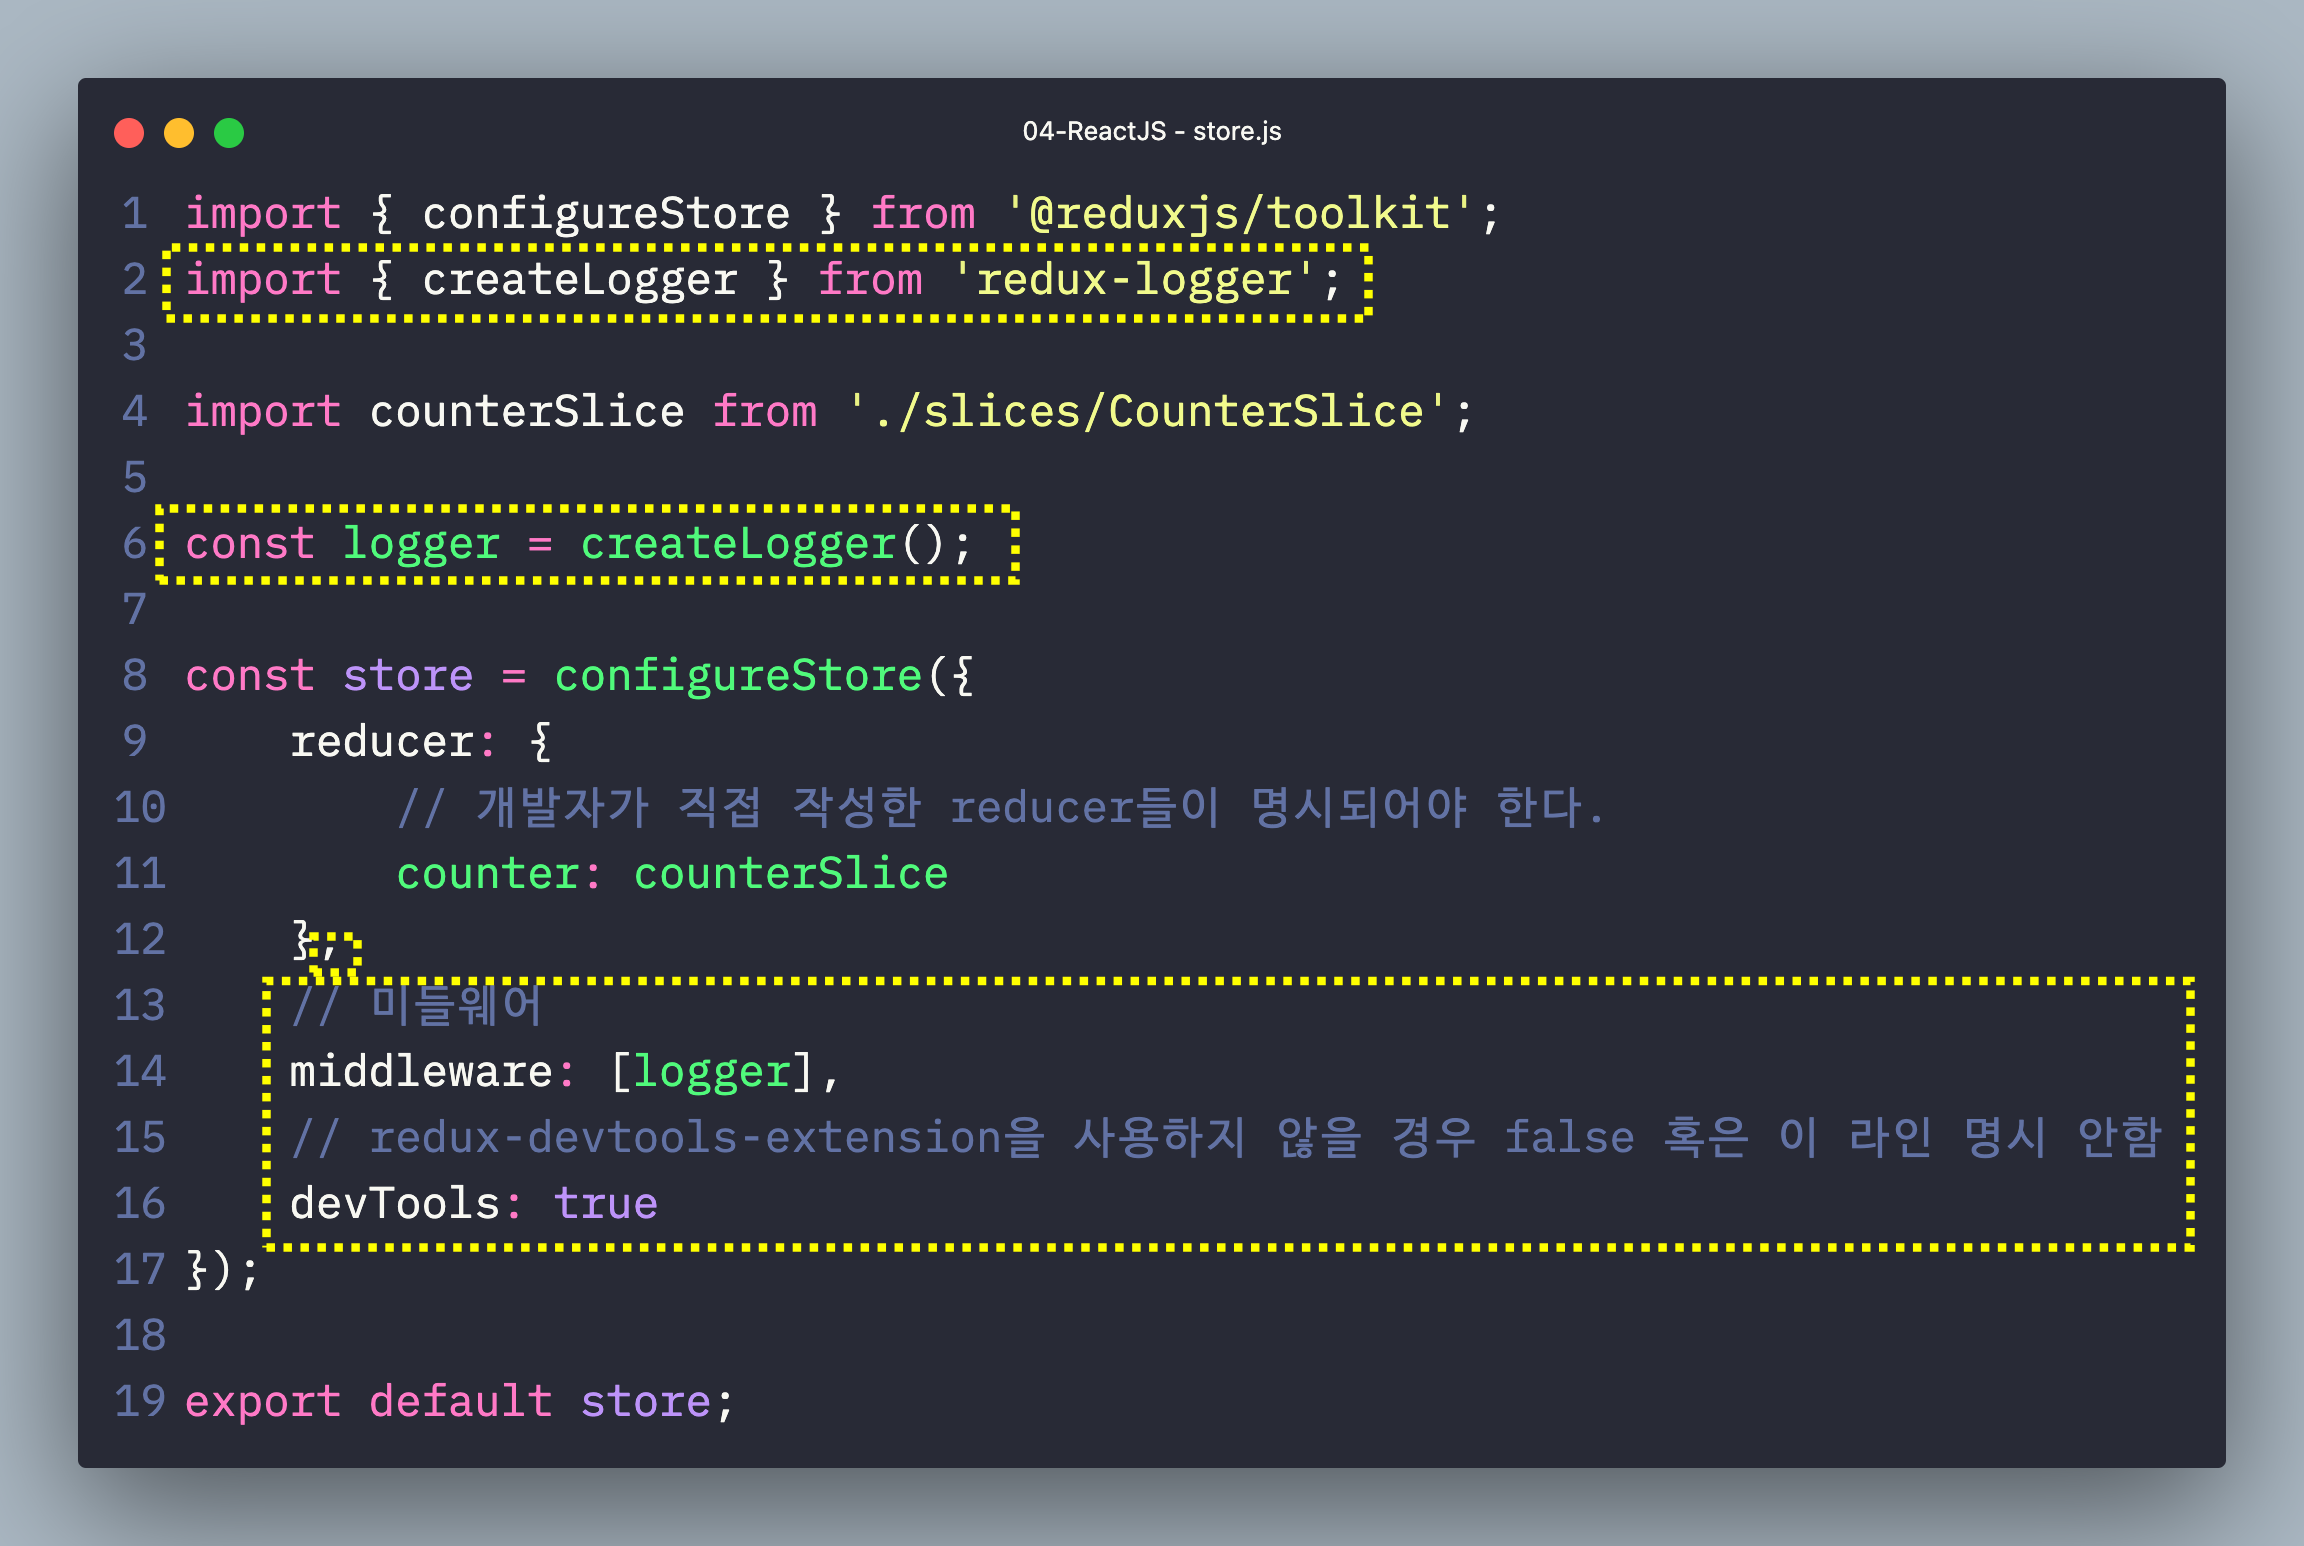 04-ReactJS - store.js
1 import { configureStore } from '@reduxjs/toolkit';
2 import { createLogger } from 'redux-logger';
3
4 import counterSlice from './slices/CounterSlice';
5
6 const logger = createLogger();
7
8 const store = configureStore({
9     reducer: {
10         // 개발자가 직접 작성한 reducer들이 명시되어야 한다.
11         counter: counterSlice
12     },
13     // 미들웨어
14     middleware: [logger],
15     // redux-devtools-extension을 사용하지 않을 경우 false 혹은 이 라인 명시 안함
16     devTools: true
17 });
18
19 export default store;